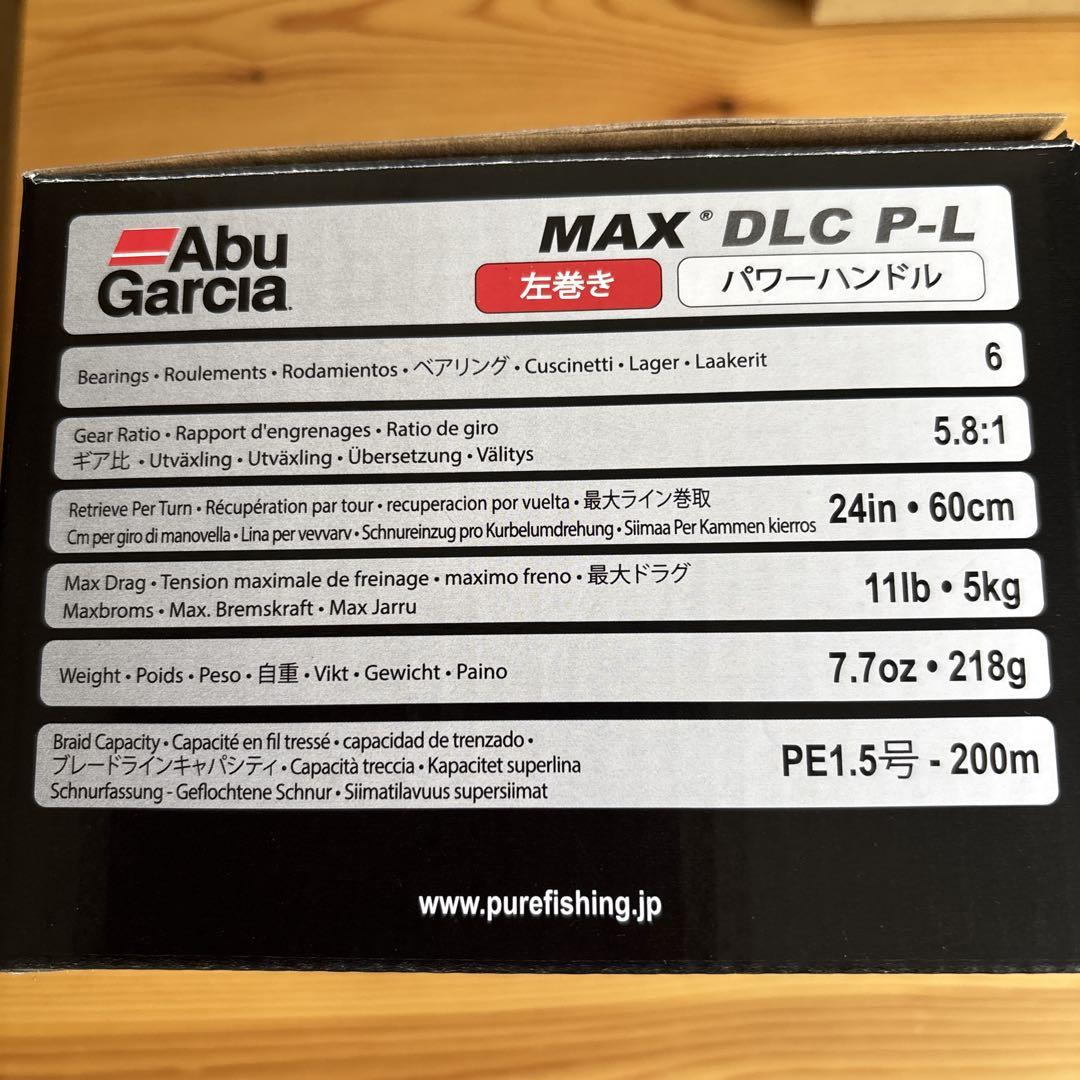 Abu Garcia
MAX® DLC P-L
左巻き パワーハンドル
Bearings • Roulements • Rodamientos • ベアリング • Cuscinetti • Lager • Laakerit 6
Gear Ratio • Rapport d'engrenages • Ratio de giro
ギア比 • Utväxling • Utväxling • Übersetzung • Välitys
5.8:1
Retrieve Per Turn • Récupération par tour • recuperacion por vuelta • 最大ライン巻取
Cm per giro di manovella • Lina per vevvarv • Schnureinzug pro Kurbelumdrehung • Siimaa Per Kammen kierros
24in • 60cm
Max Drag • Tension maximale de freinage • maximo freno • 最大ドラグ
Maxbroms • Max. Bremskraft • Max Jarru
11lb • 5kg
Weight • Poids • Peso • 自重 • Vikt • Gewicht • Paino 7.7oz • 218g
Braid Capacity • Capacité en fil tressé • capacidad de trenzado •
ブレードラインキャパシティ • Capacità treccia • Kapacitet superlina
Schnurfassung - Geflochtene Schnur • Siimatilavuus supersiimat
PE1.5号 - 200m
www.purefishing.jp